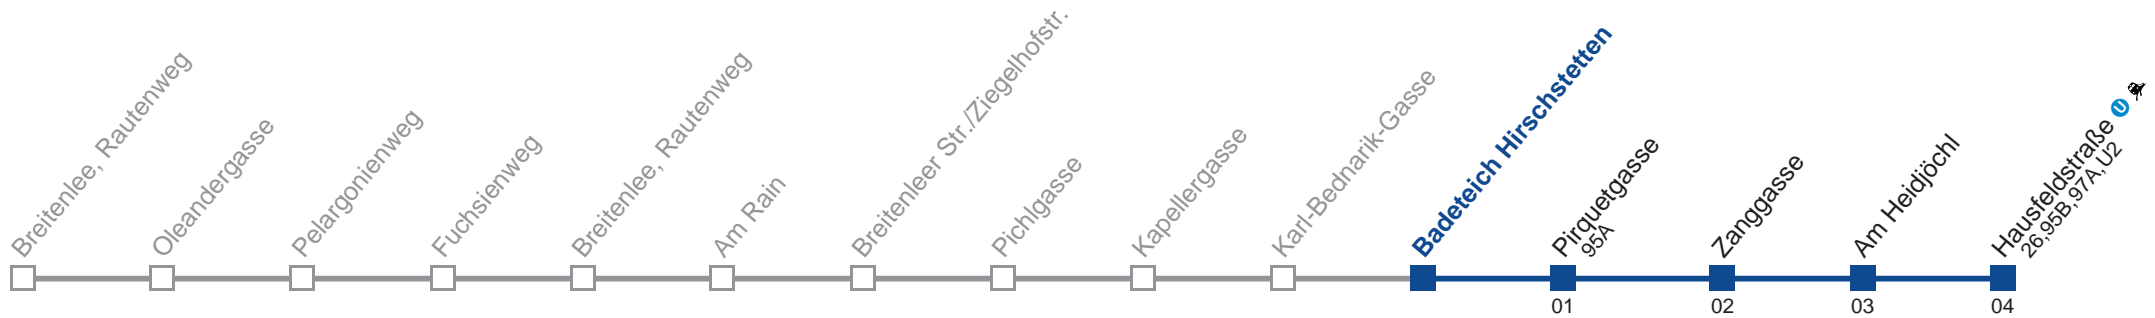 Breitenlee, Rautenweg
Oleandergasse
Pelargonienweg
Fuchsienweg
Breitenlee, Rautenweg
Am Rain
Breitenleer Str./Ziegelhofstr.
Pichlgasse
Kapellergasse
Karl-Bednarik-Gasse
Badeteich Hirschstetten
Pirquetgasse
95A
Zanggasse
Am Heidjöchl
Hausfeldstraße U
26,95B,97A,U2
01
02
03
04